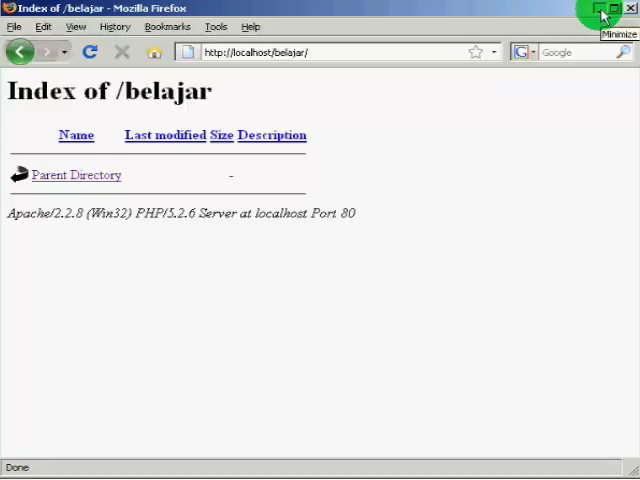 Index of /belajar - Mozilla Firefox
File Edit View History Bookmarks Tools Help
Minimize
http://localhost/belajar/
Google
Index of /belajar
Name Last modified Size Description
Parent Directory -
Apache/2.2.8 (Win32) PHP/5.2.6 Server at localhost Port 80
Done